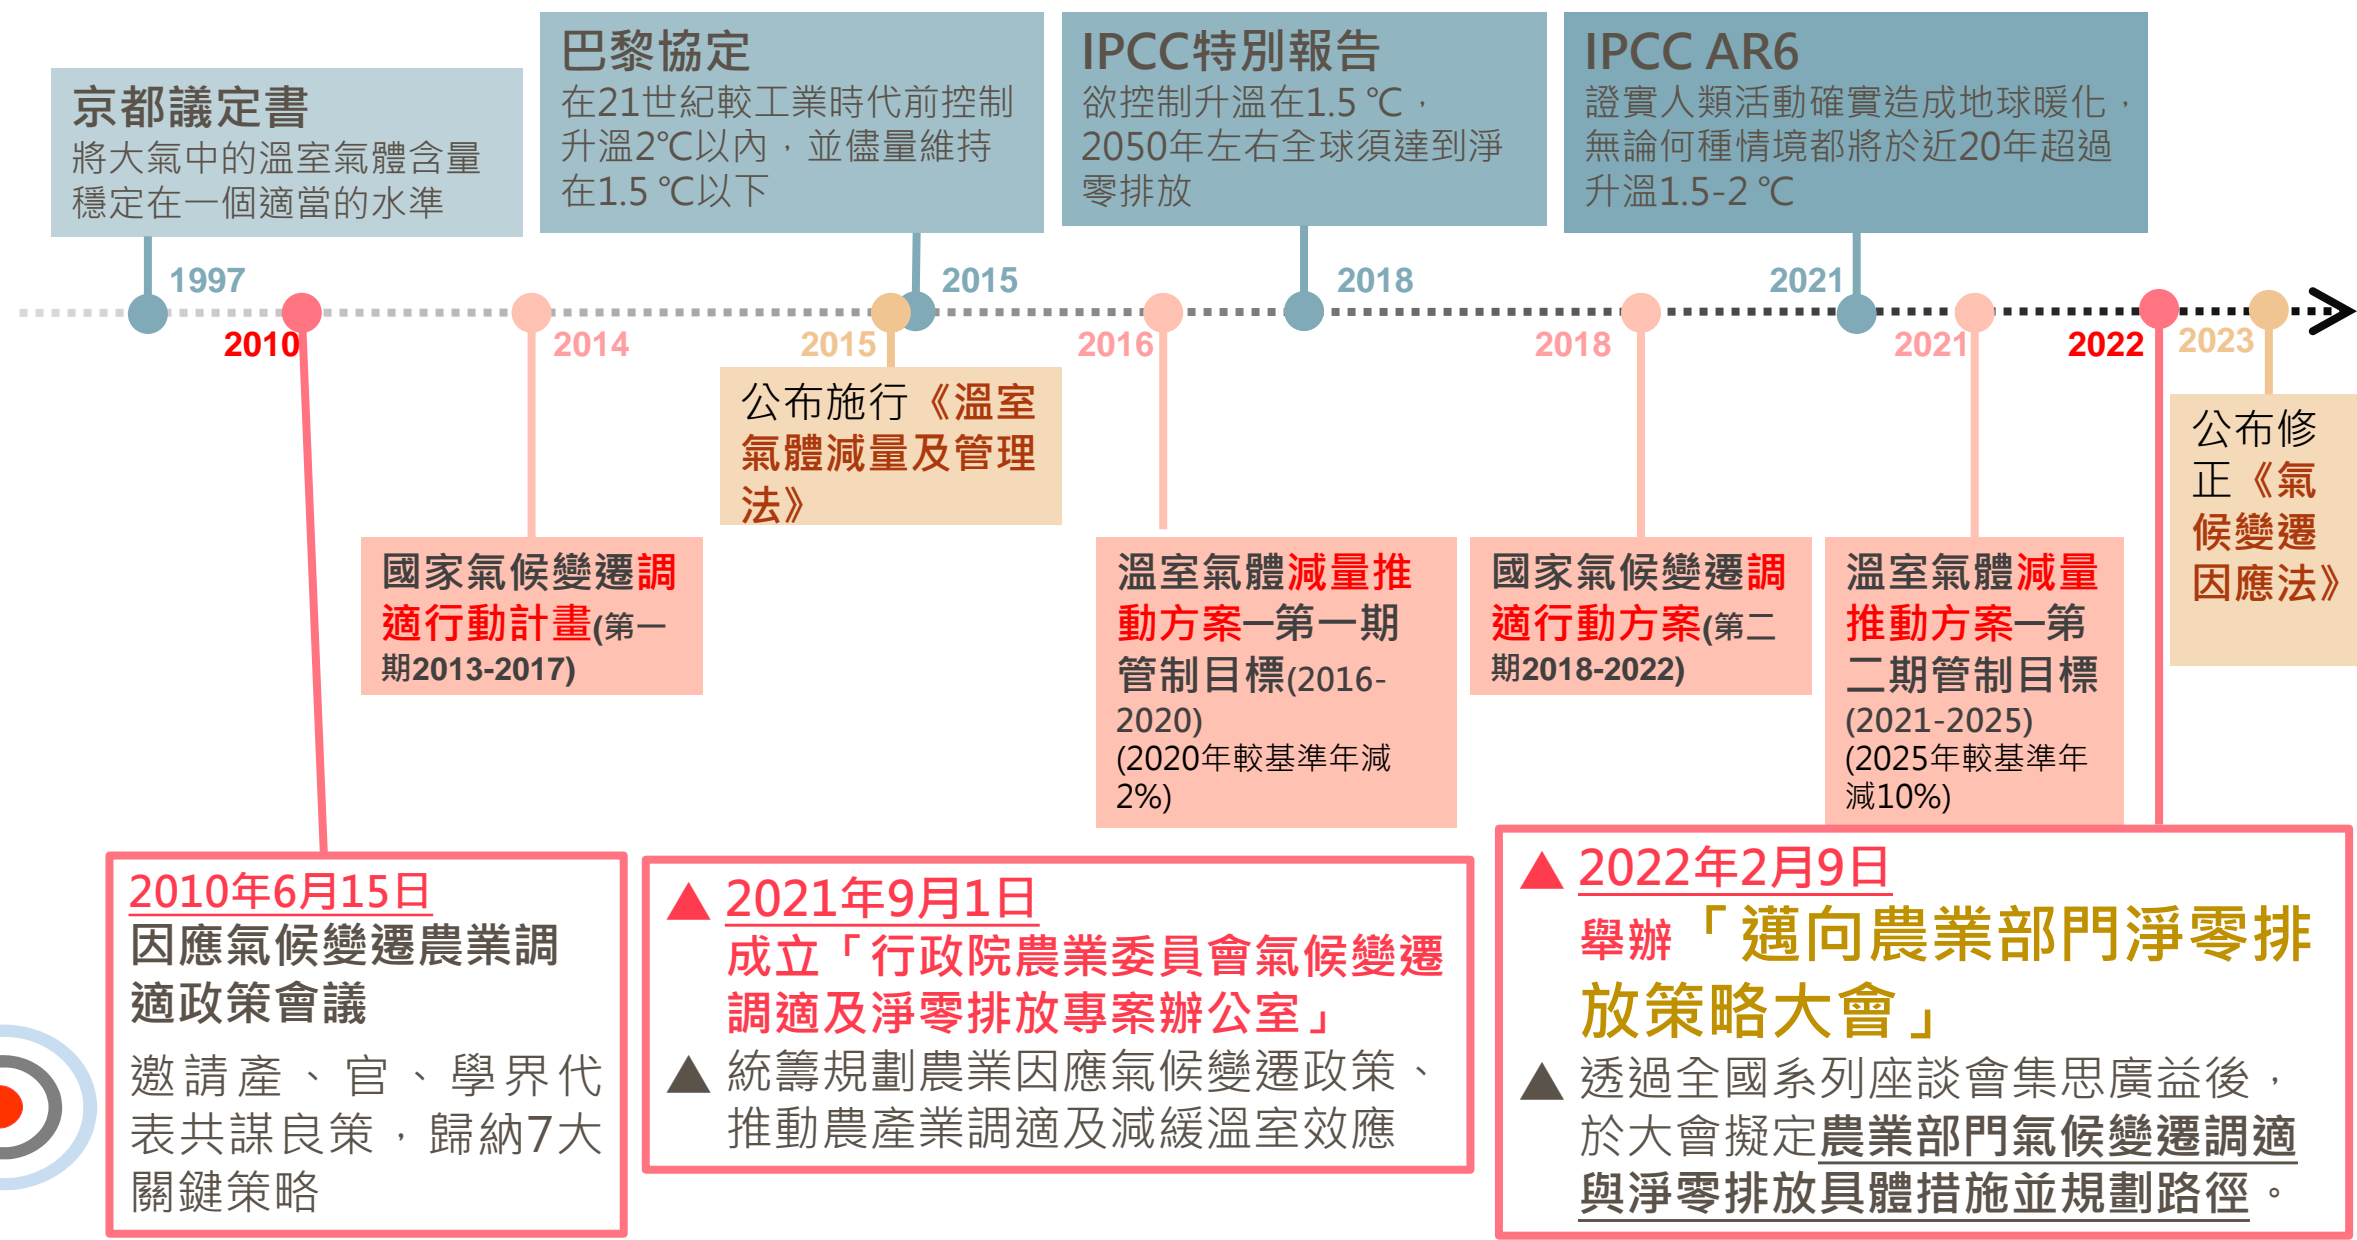 京都議定書
將大氣中的溫室氣體含量
穩定在一個適當的水準
巴黎協定
在21世紀較工業時代前控制
升溫2℃以內，並儘量維持
在1.5 ℃以下
IPCC特別報告
欲控制升溫在1.5 ℃，
2050年左右全球須達到淨
零排放
IPCC AR6
證實人類活動確實造成地球暖化，
無論何種情境都將於近20年超過
升溫1.5-2 ℃
1997
2015
2018
2021
2010
2014
2015
2016
2018
2021
2022
2023
公布施行《溫室
氣體減量及管理
法》
公布修
正《氣
候變遷
因應法》
國家氣候變遷調
適行動計畫(第一
期2013-2017)
溫室氣體減量推
動方案─第一期
管制目標(2016-
2020)
(2020年較基準年減
2%)
國家氣候變遷調
適行動方案(第二
期2018-2022)
溫室氣體減量
推動方案─第
二期管制目標
(2021-2025)
(2025年較基準年
減10%)
2010年6月15日
因應氣候變遷農業調
適政策會議
邀請產、官、學界代
表共謀良策，歸納7大
關鍵策略
▲ 2021年9月1日
成立「行政院農業委員會氣候變遷
調適及淨零排放專案辦公室」
▲ 統籌規劃農業因應氣候變遷政策、
推動農產業調適及減緩溫室效應
▲ 2022年2月9日
舉辦「邁向農業部門淨零排
放策略大會」
▲ 透過全國系列座談會集思廣益後，
於大會擬定農業部門氣候變遷調適
與淨零排放具體措施並規劃路徑。